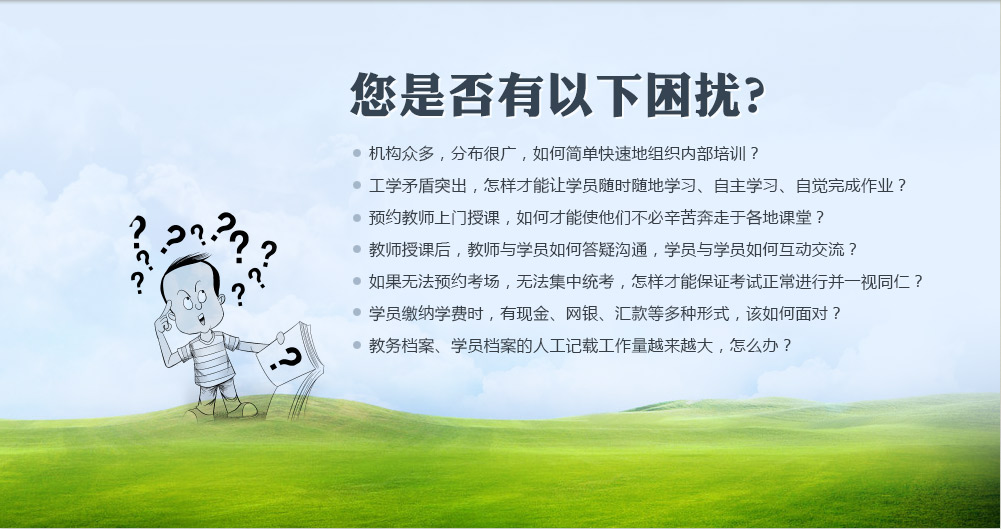 您是否有以下困扰?
机构众多，分布很广，如何简单快速地组织内部培训？
工学矛盾突出，怎样才能让学员随时随地学习、自主学习、自觉完成作业？
预约教师上门授课，如何才能使他们不必辛苦奔走于各地课堂？
教师授课后，教师与学员如何答疑沟通，学员与学员如何互动交流？
如果无法预约考场，无法集中统考，怎样才能保证考试正常进行并一视同仁？
学员缴纳学费时，有现金、网银、汇款等多种形式，该如何面对？
教务档案、学员档案的人工记载工作量越来越大，怎么办？